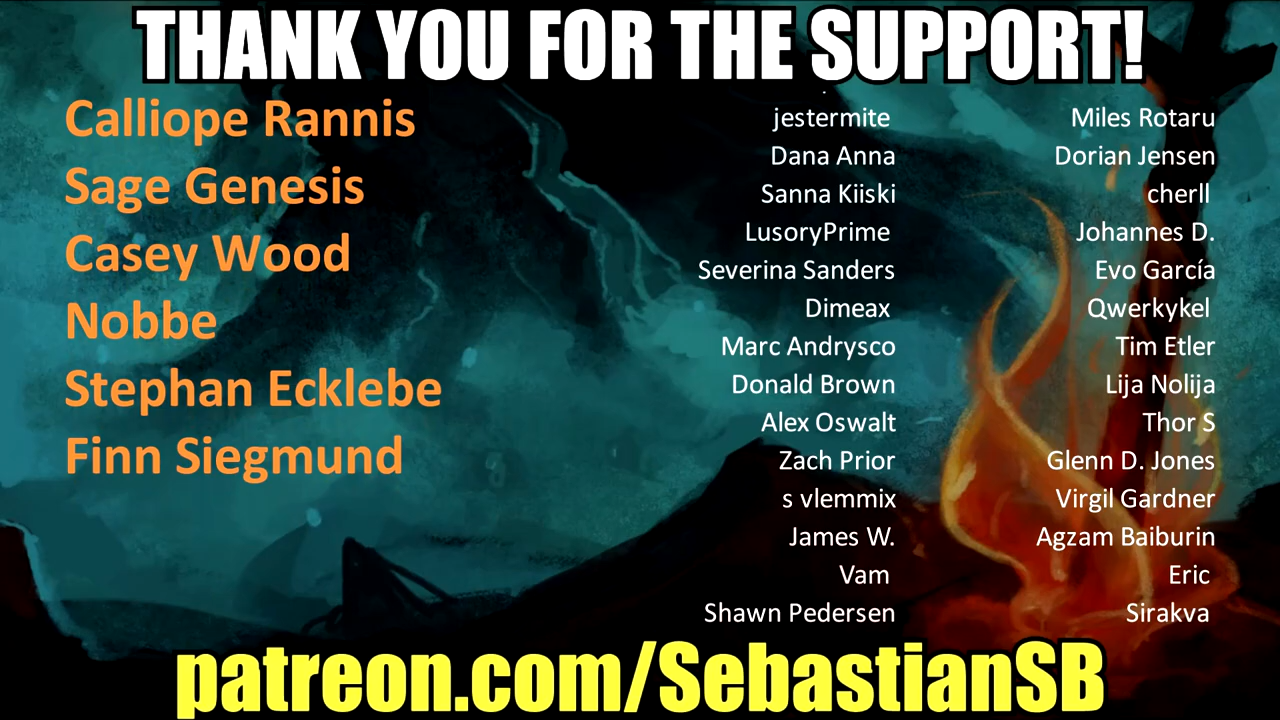 THANK YOU FOR THE SUPPORT!
Calliope Rannis
Sage Genesis
Casey Wood
Nobbe
Stephan Ecklebe
Finn Siegmund
jestermite
Dana Anna
Sanna Kiiski
LusoryPrime
Severina Sanders
Dimeax
Marc Andrysco
Donald Brown
Alex Oswalt
Zach Prior
s vlemmix
James W.
Vam
Shawn Pedersen
Miles Rotaru
Dorian Jensen
cherll
Johannes D.
Evo García
Qwerkykel
Tim Etler
Lija Nolija
Thor S
Glenn D. Jones
Virgil Gardner
Agzam Baiburin
Eric
Sirakva
patreon.com/SebastianSB